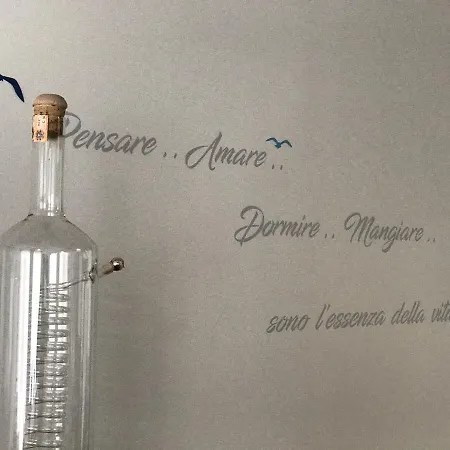 Pensare.. Amare..
Dormire.. Mangiare..
sono l'essenza della vita